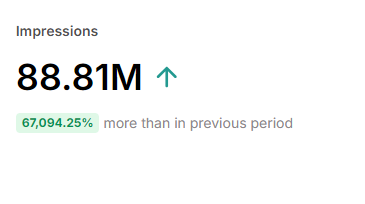 Impressions
88.81M
67,094.25% more than in previous period